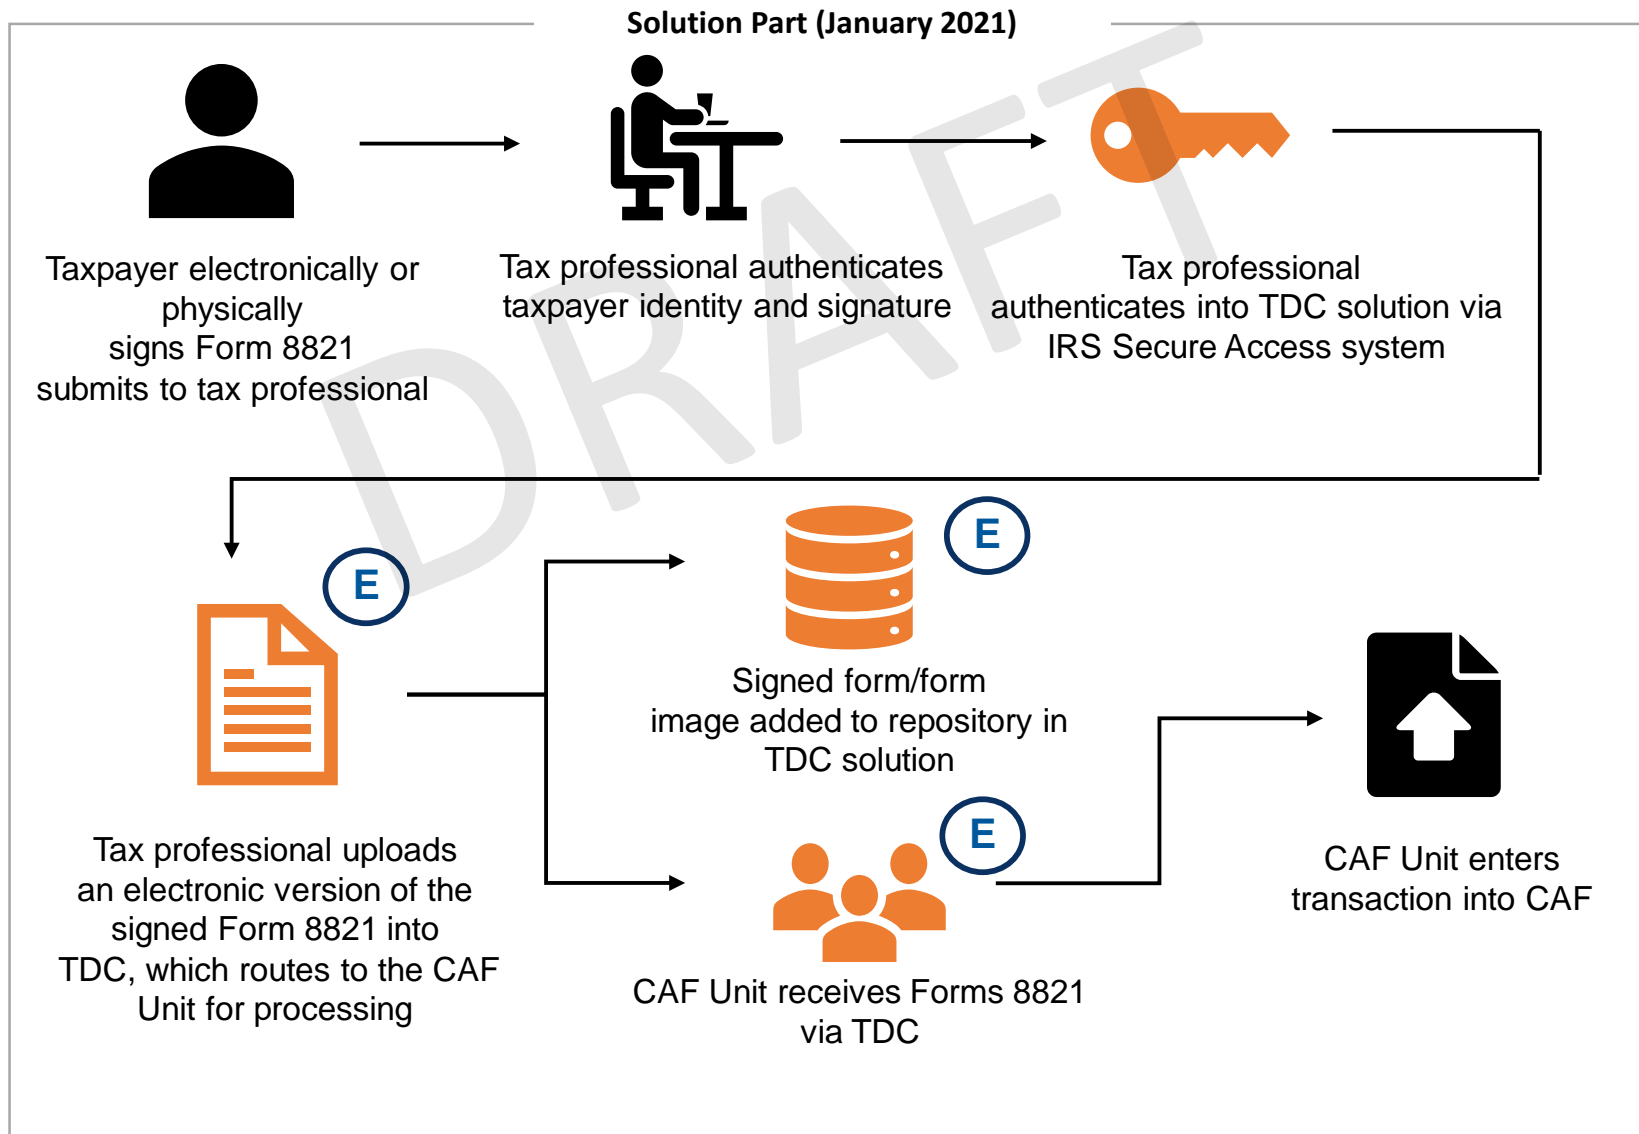 Solution Part (January 2021)
DRAFT
Taxpayer electronically or
physically
signs Form 8821
submits to tax professional
Tax professional authenticates
taxpayer identity and signature
Tax professional
authenticates into TDC solution via
IRS Secure Access system
E
Tax professional uploads
an electronic version of the
signed Form 8821 into
TDC, which routes to the CAF
Unit for processing
E
Signed form/form
image added to repository in
TDC solution
E
CAF Unit receives Forms 8821
via TDC
CAF Unit enters
transaction into CAF